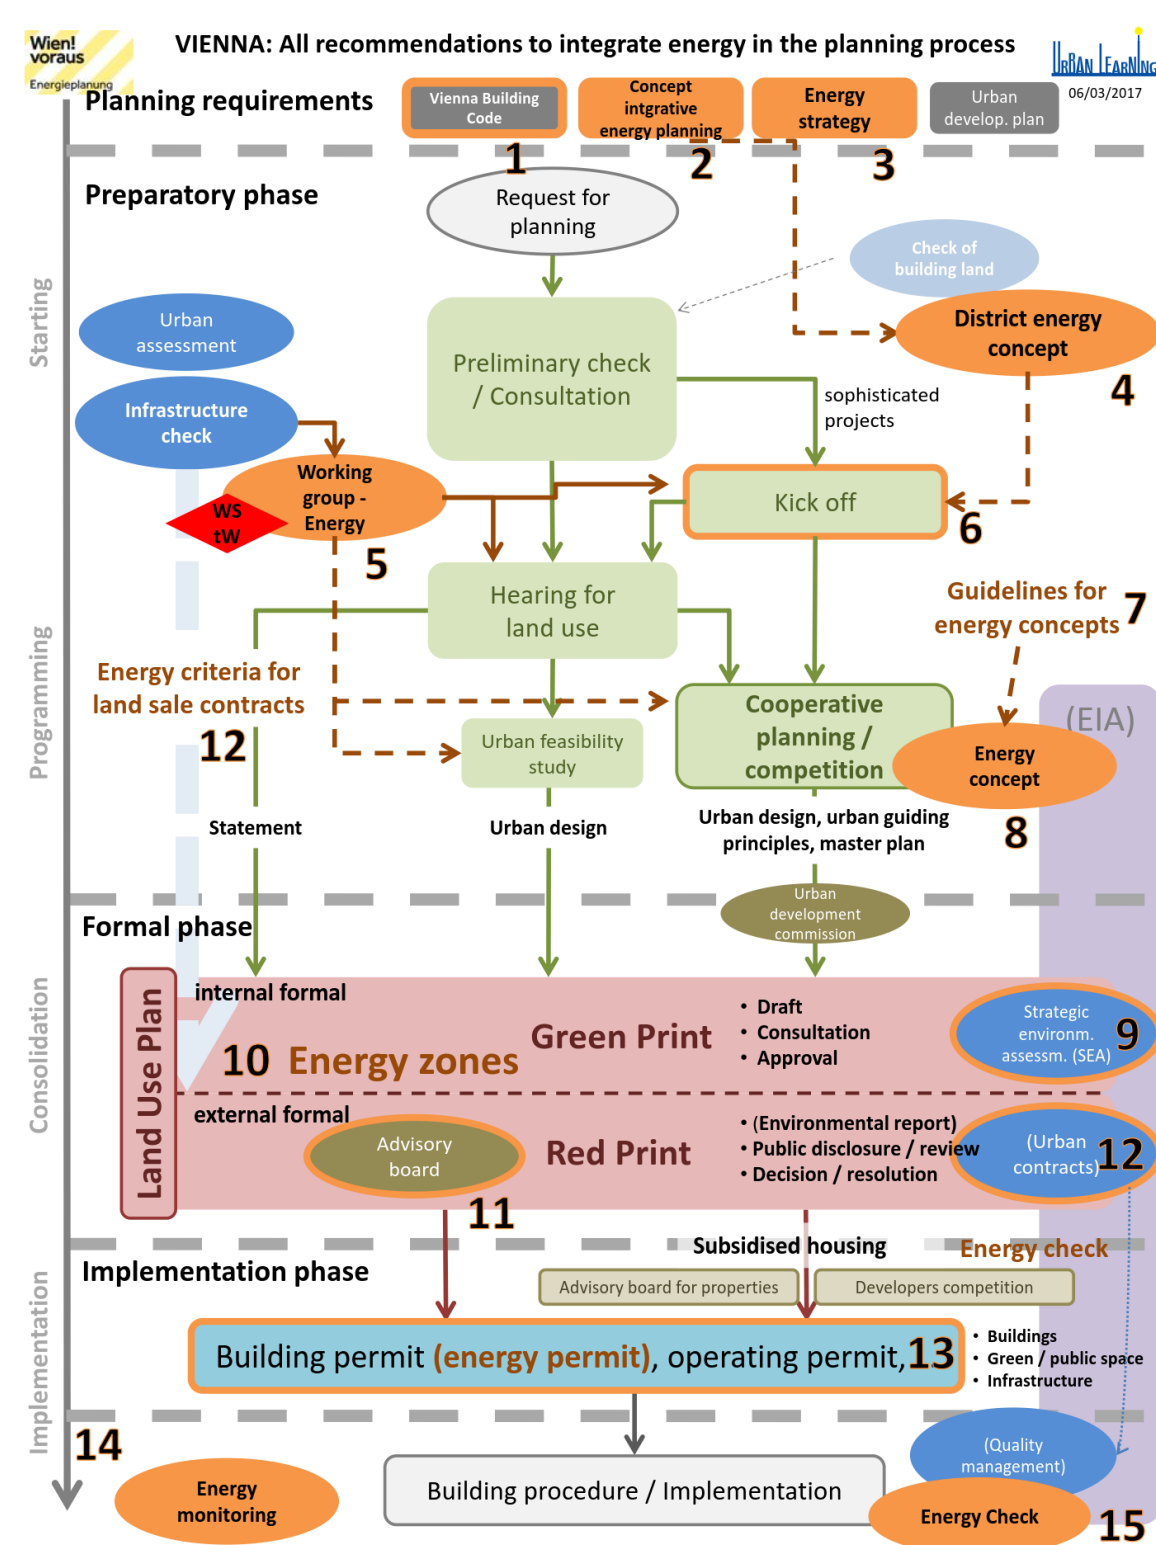 Wien!
voraus
Energieplanung
VIENNA: All recommendations to integrate energy in the planning process
URBAN LEARNING
06/03/2017
Planning requirements
Vienna Building
Code
1
Concept
intgrative
energy planning
2
Energy
strategy
3
Urban
develop. plan
Preparatory phase
Request for
planning
Check of
building land
Starting
Urban
assessment
District energy
concept
4
Preliminary check
/ Consultation
sophisticated
projects
Infrastructure
check
Working
group -
Energy
WS
tW
5
Kick off
6
Hearing for
land use
Guidelines for
energy concepts
7
Programming
Energy criteria for
land sale contracts
12
Cooperative
planning /
competition
(EIA)
Urban feasibility
study
Energy
concept
8
Statement
Urban design
Urban design, urban guiding
principles, master plan
Urban
development
commission
Formal phase
Consolidation
Land Use Plan
internal formal
Green Print
• Draft
• Consultation
• Approval
Strategic
environm.
assessm. (SEA)
9
10 Energy zones
external formal
Advisory
board
11
Red Print
• (Environmental report)
• Public disclosure / review
• Decision / resolution
(Urban
contracts)
12
Subsidised housing
Energy check
Implementation phase
Implementation
Advisory board for properties
Developers competition
Building permit (energy permit), operating permit,
13
• Buildings
• Green / public space
• Infrastructure
14
Energy
monitoring
Building procedure / Implementation
(Quality
management)
Energy Check
15